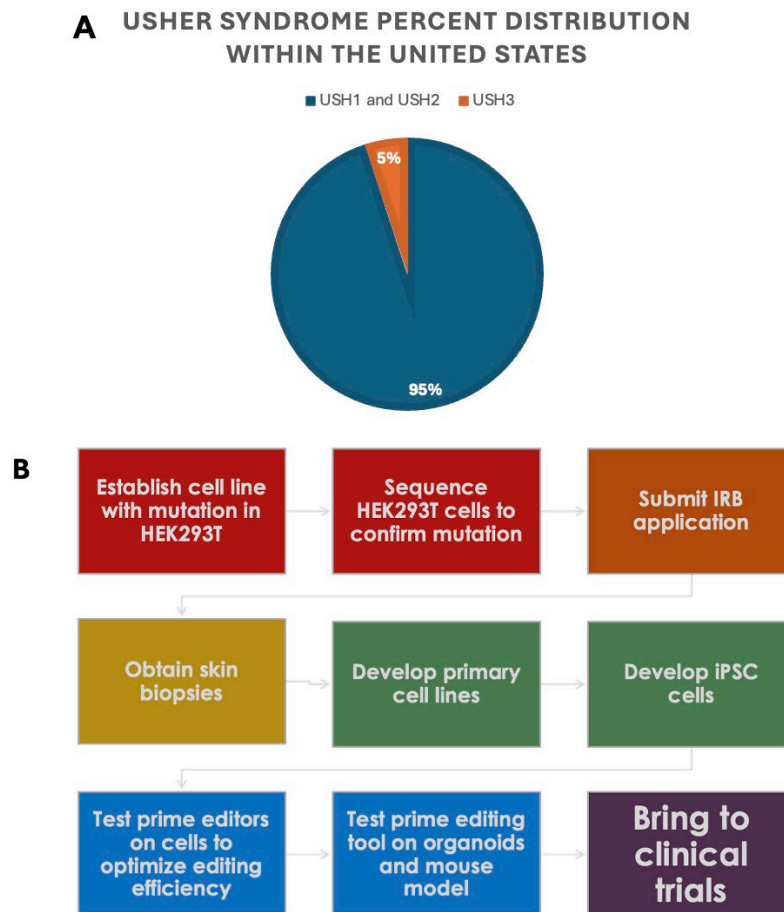 A
USHER SYNDROME PERCENT DISTRIBUTION
WITHIN THE UNITED STATES
USH1 and USH2 USH3
5%
95%
B
Establish cell line
with mutation in
HEK293T
Sequence
HEK293T cells to
confirm mutation
Submit IRB
application
Obtain skin
biopsies
Develop primary
cell lines
Develop iPSC
cells
Test prime editors
on cells to
optimize editing
efficiency
Test prime editing
tool on organoids
and mouse
model
Bring to
clinical
trials